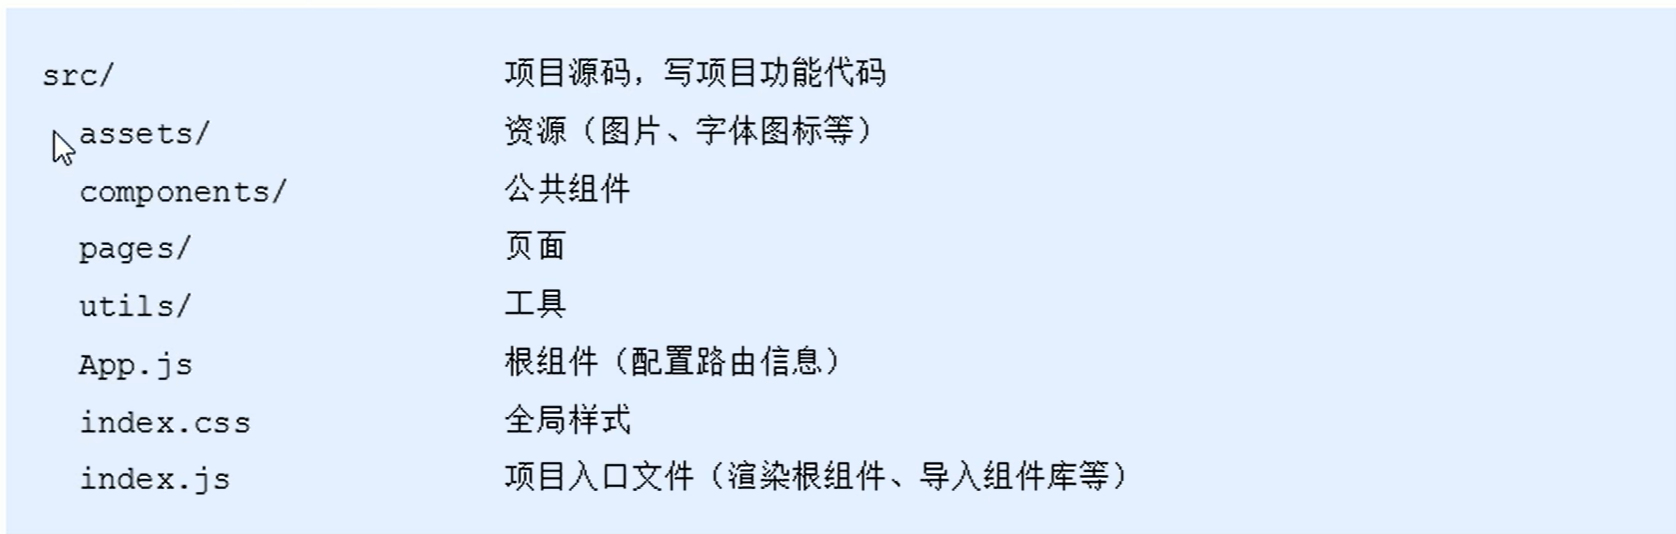 src/ 项目源码，写项目功能代码
assets/ 资源（图片、字体图标等）
components/ 公共组件
pages/ 页面
utils/ 工具
App.js 根组件（配置路由信息）
index.css 全局样式
index.js 项目入口文件（渲染根组件、导入组件库等）